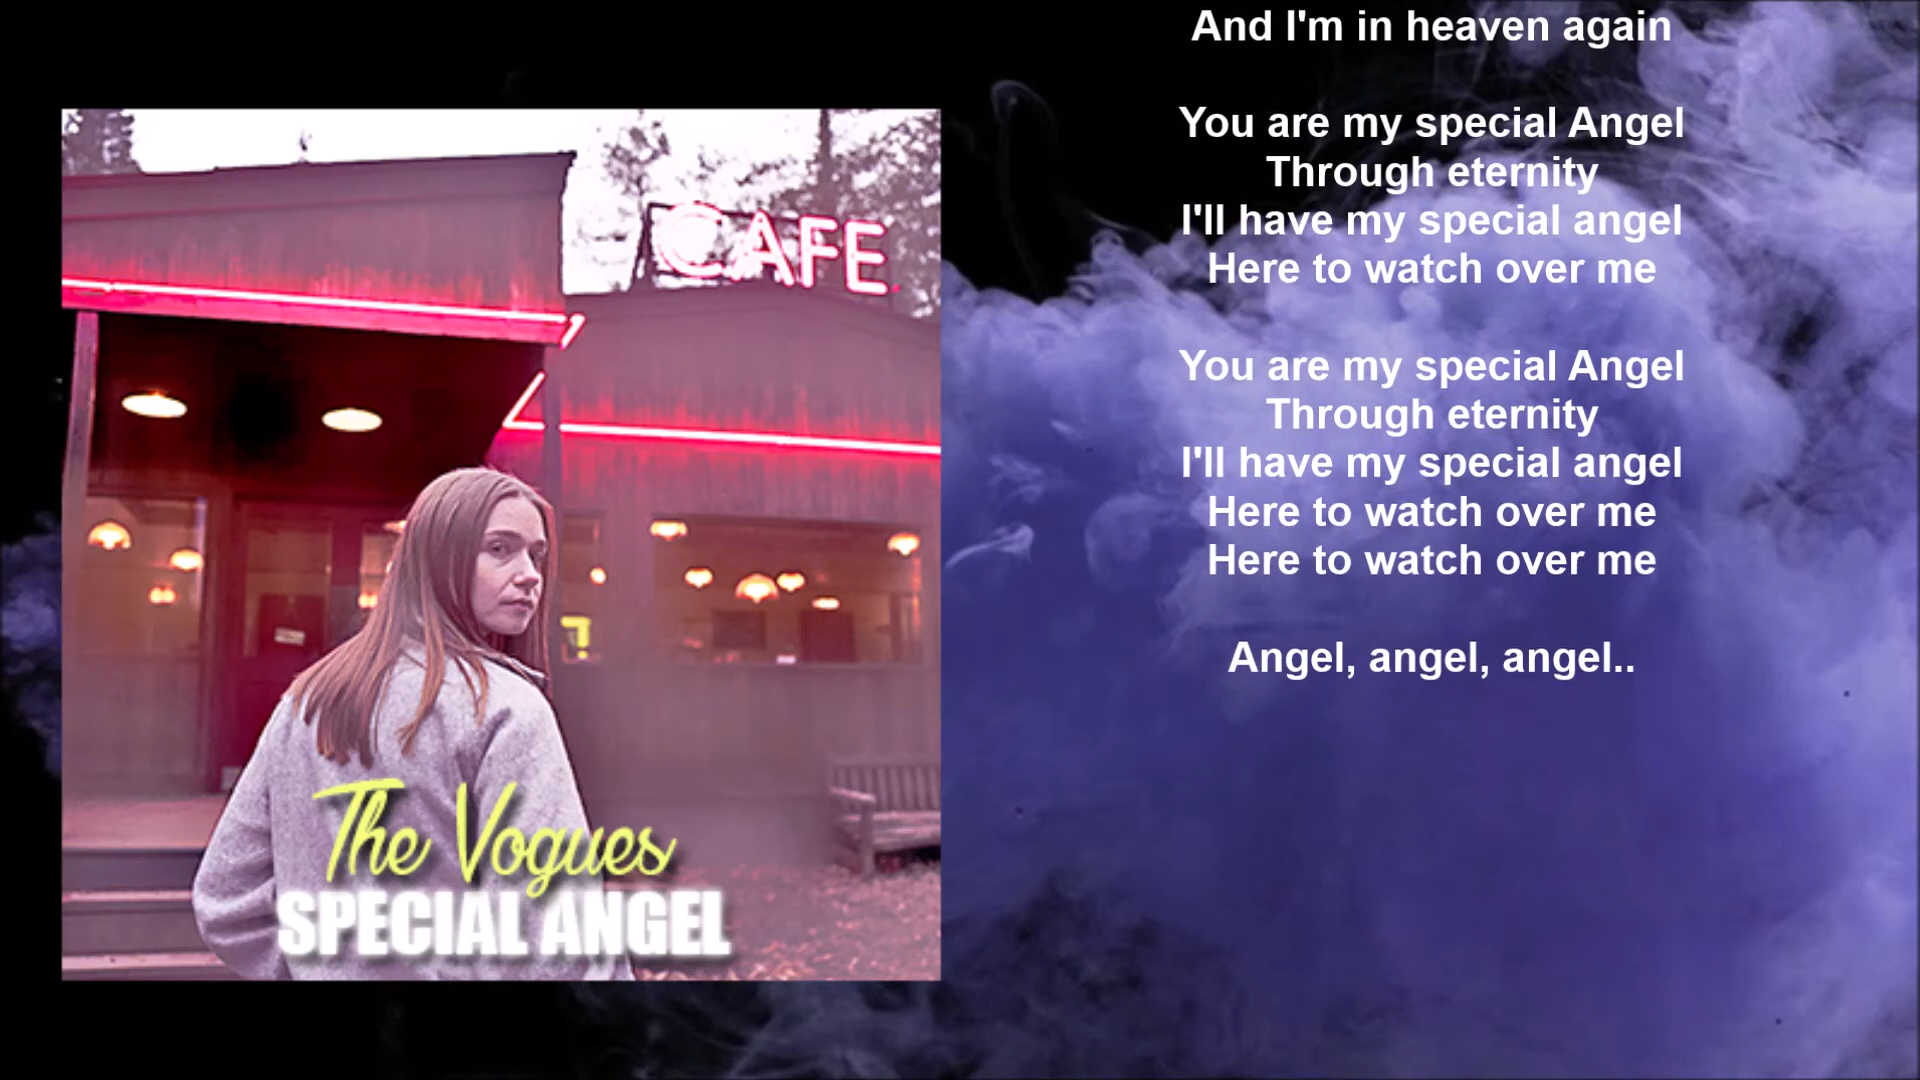 CAFE
The Vogues
SPECIAL ANGEL
And I'm in heaven again
You are my special Angel
Through eternity
I'll have my special angel
Here to watch over me
You are my special Angel
Through eternity
I'll have my special angel
Here to watch over me
Here to watch over me
Angel, angel, angel..